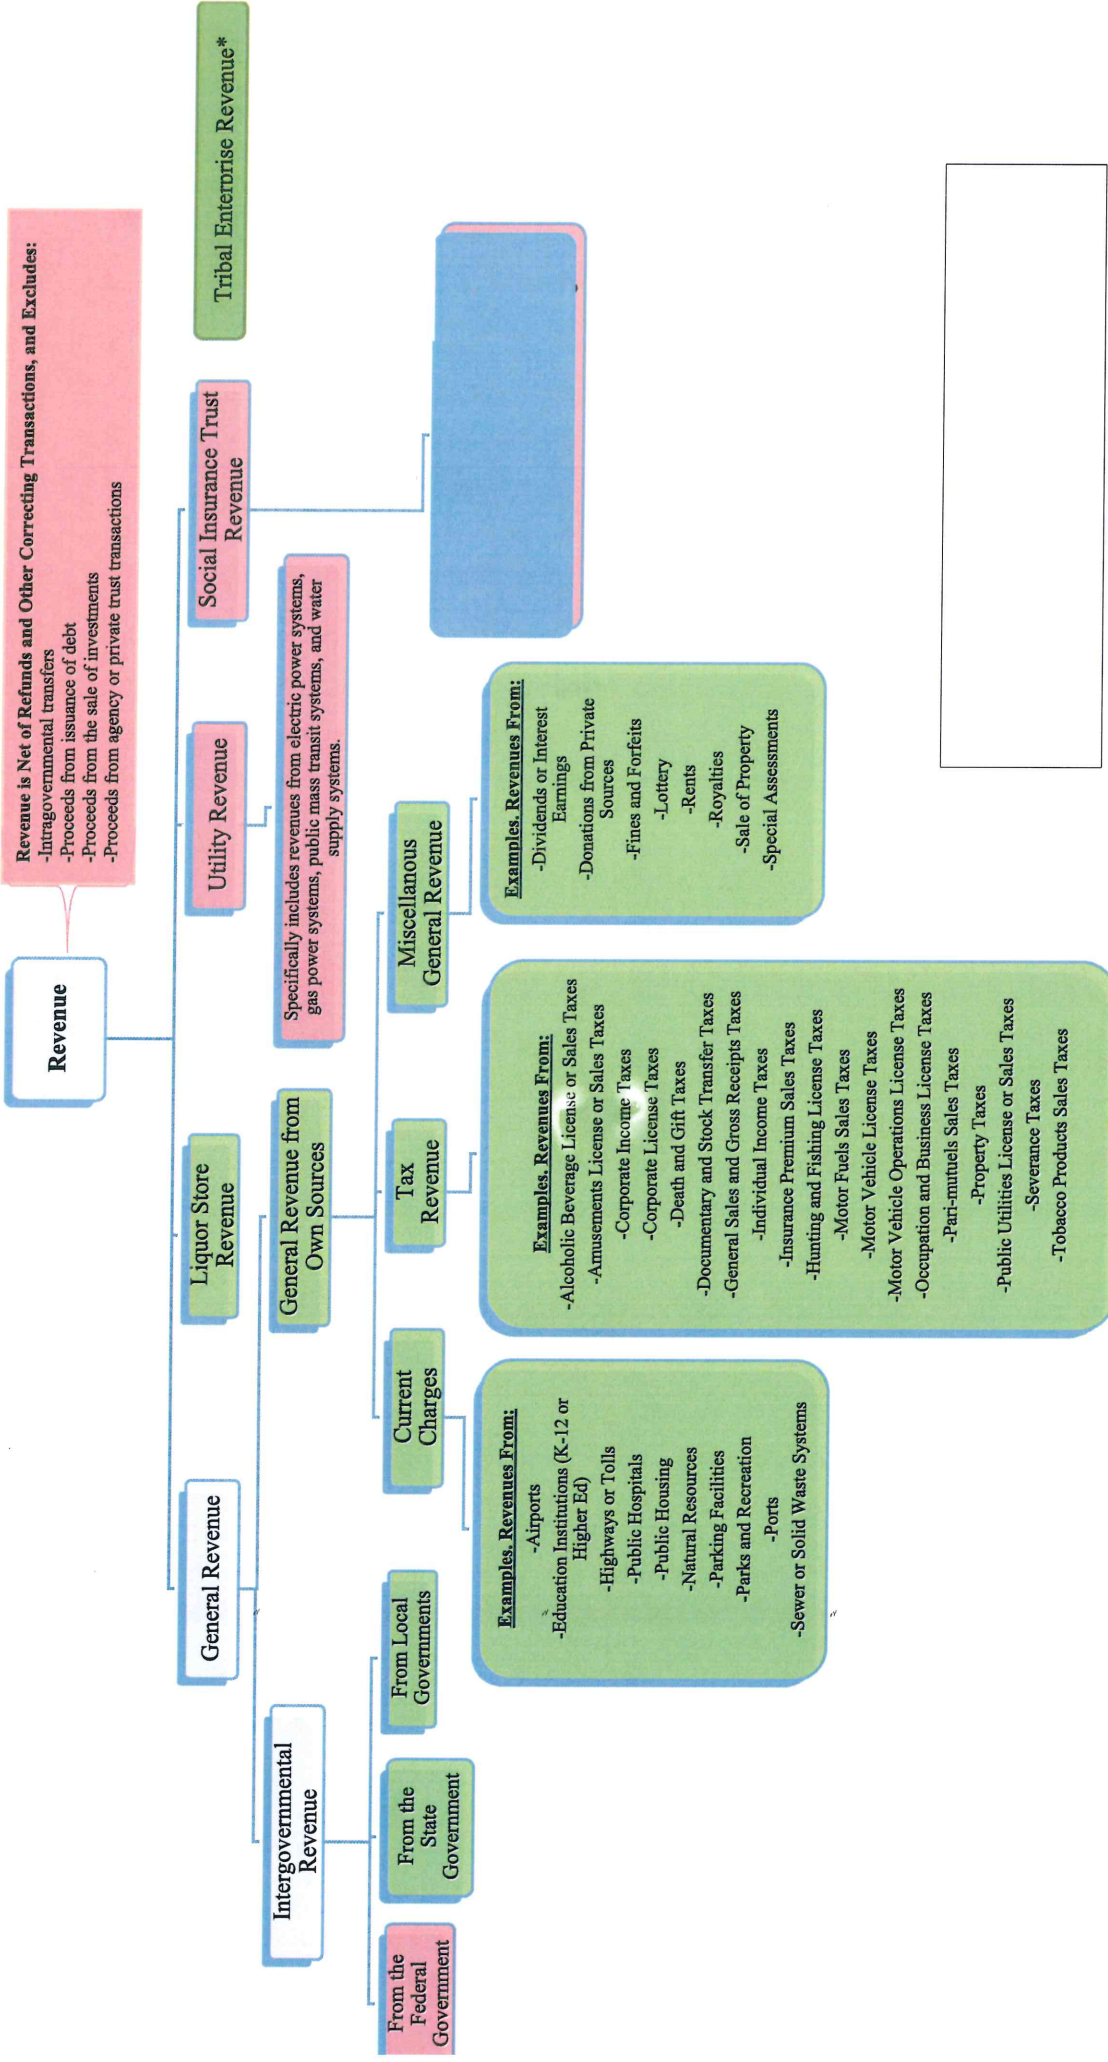 Revenue
Revenue is Net of Refunds and Other Correcting Transactions, and Excludes:
-Intragovernmental transfers
-Proceeds from issuance of debt
-Proceeds from the sale of investments
-Proceeds from agency or private trust transactions
General Revenue
Liquor Store
Revenue
Utility Revenue
Social Insurance Trust
Revenue
Tribal Enterprise Revenue*
Specifically includes revenues from electric power systems,
gas power systems, public mass transit systems, and water
supply systems.
Intergovernmental
Revenue
General Revenue from
Own Sources
From the
Federal
Government
From the
State
Government
From Local
Governments
Current
Charges
Tax
Revenue
Miscellanous
General Revenue
Examples, Revenues From:
-Airports
-Education Institutions (K-12 or
Higher Ed)
-Highways or Tolls
-Public Hospitals
-Public Housing
-Natural Resources
-Parking Facilities
-Parks and Recreation
-Ports
-Sewer or Solid Waste Systems
Examples, Revenues From:
-Alcoholic Beverage License or Sales Taxes
-Amusements License or Sales Taxes
-Corporate Income Taxes
-Corporate License Taxes
-Death and Gift Taxes
-Documentary and Stock Transfer Taxes
-General Sales and Gross Receipts Taxes
-Individual Income Taxes
-Insurance Premium Sales Taxes
-Hunting and Fishing License Taxes
-Motor Fuels Sales Taxes
-Motor Vehicle License Taxes
-Motor Vehicle Operations License Taxes
-Occupation and Business License Taxes
-Pari-mutuels Sales Taxes
-Property Taxes
-Public Utilities License or Sales Taxes
-Severance Taxes
-Tobacco Products Sales Taxes
Examples, Revenues From:
-Dividends or Interest
Earnings
-Donations from Private
Sources
-Fines and Forfeits
-Lottery
-Rents
-Royalties
-Sale of Property
-Special Assessments